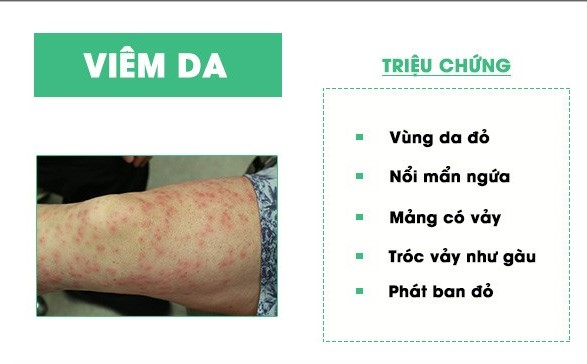 VIÊM DA
TRIỆU CHỨNG
Vùng da đỏ
Nổi mẩn ngứa
Mảng có vảy
Tróc vảy như gàu
Phát ban đỏ